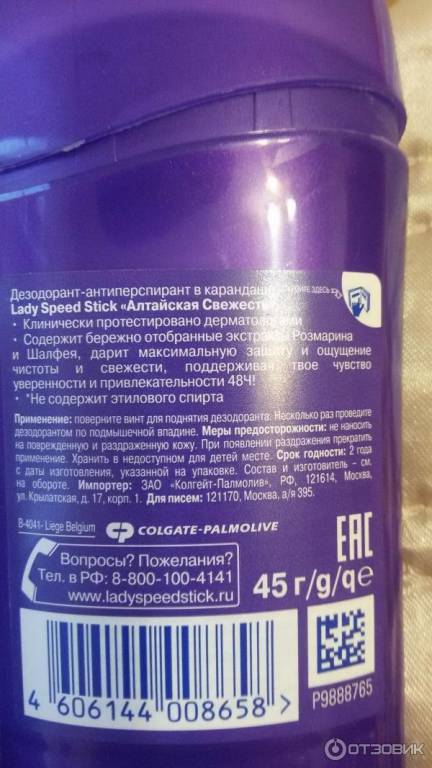 Дезодорант-антиперспирант в карандаше
ОТКРОЙТЕ ЗДЕСЬ
Lady Speed Stick «Алтайская Свежесть»
• Клинически протестировано дерматологами
• Содержит бережно отобранные экстракты Розмарина
и Шалфея, дарит максимальную защиту и ощущение
чистоты и свежести, поддерживая твое чувство
уверенности и привлекательности 48Ч!
• *Не содержит этилового спирта
Применение: поверните винт для поднятия дезодоранта. Несколько раз проведите
дезодорантом по подмышечной впадине. Меры предосторожности: не наносить
на поврежденную и раздраженную кожу. При появлении раздражения прекратить
применение. Хранить в недоступном для детей месте. Срок годности: 2 года
с даты изготовления, указанной на упаковке. Состав и изготовитель – см.
на обороте. Импортер: ЗАО «Колгейт-Палмолив», РФ, 121614, Москва,
ул. Крылатская, д. 17, корп. 1. Для писем: 121170, Москва, а/я 395.
B-4041- Liege Belgium CP COLGATE-PALMOLIVE
EAC
Вопросы? Пожелания?
Тел. в РФ: 8-800-100-4141
www.ladyspeedstick.ru
45 г/g/qe
4 606144 008658 >
P9888765
ОТЗОВИК